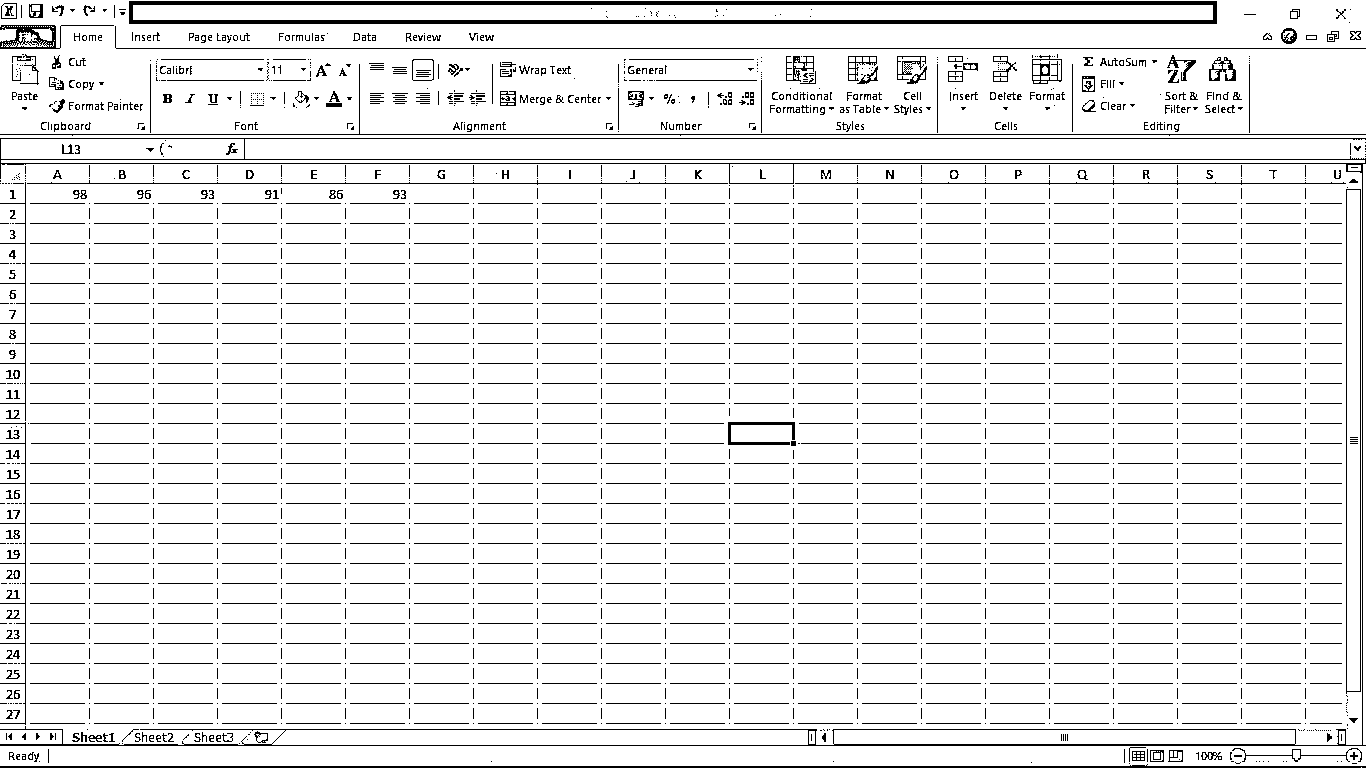 Home Insert Page Layout Formulas Data Review View
Cut
Copy
Format Painter
Paste
Clipboard
Calibri 11 A A
B I U A
Font
Wrap Text
Merge & Center
Alignment
General
% ,
Number
Conditional Formatting
Format as Table
Cell Styles
Styles
Insert Delete Format
Cells
Σ AutoSum
Fill
Clear
Sort & Filter
Find & Select
Editing
L13 fx
A B C D E F G H I J K L M N O P Q R S T U
1 98 96 93 91 86 93
2
3
4
5
6
7
8
9
10
11
12
13
14
15
16
17
18
19
20
21
22
23
24
25
26
27
Sheet1 Sheet2 Sheet3
Ready 100%